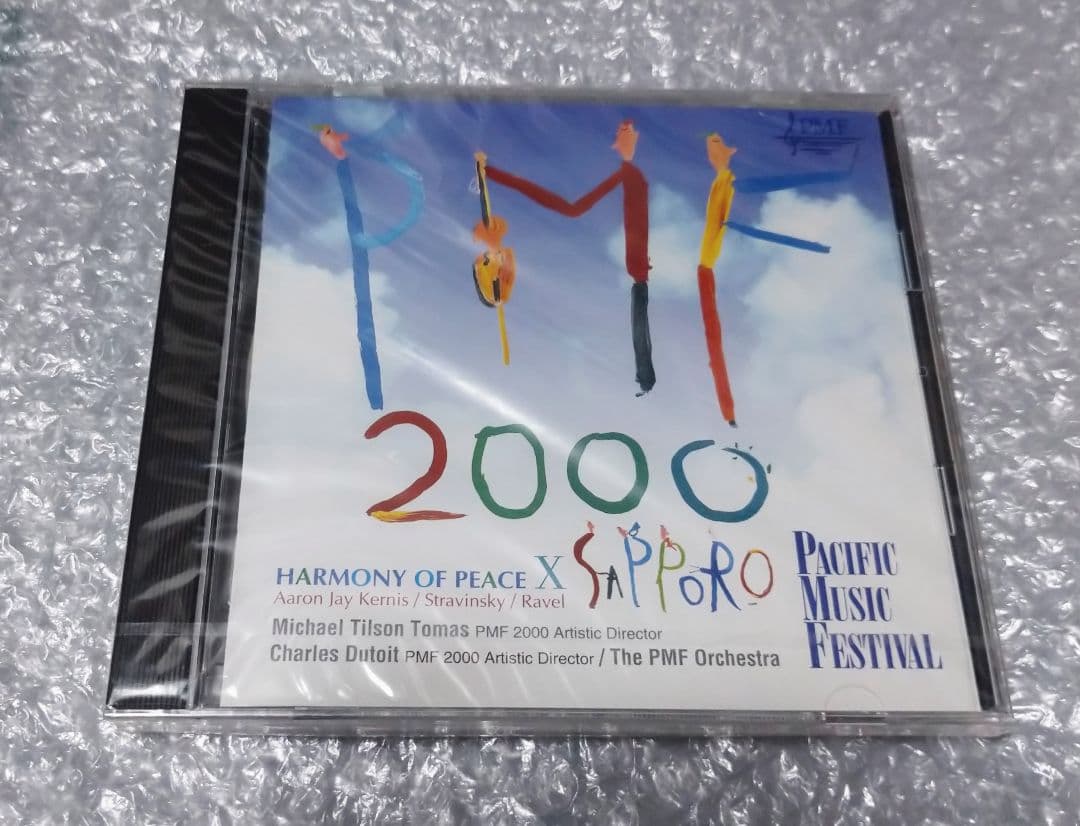 PMF
PMF
2000
SAPPORO
HARMONY OF PEACE X
Aaron Jay Kernis / Stravinsky / Ravel
Michael Tilson Tomas PMF 2000 Artistic Director
Charles Dutoit PMF 2000 Artistic Director / The PMF Orchestra
PACIFIC
MUSIC
FESTIVAL